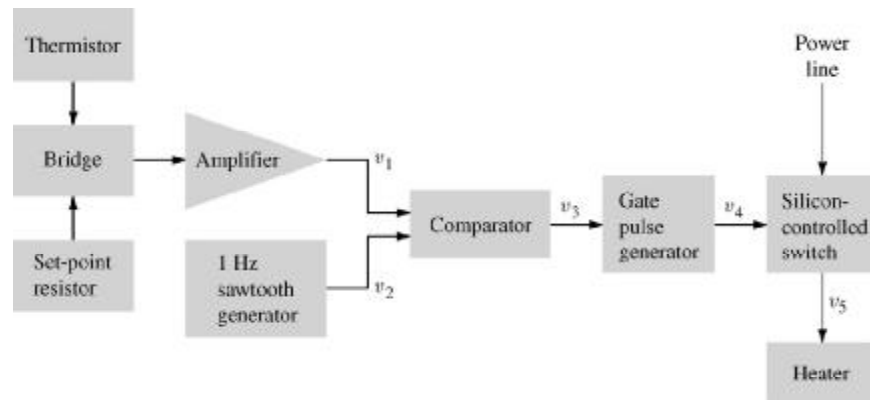 Thermistor
Power
line
Bridge
Amplifier
v₁
Set-point
resistor
1 Hz
sawtooth
generator
v₂
Comparator
v₃
Gate
pulse
generator
v₄
Silicon-
controlled
switch
v₅
Heater